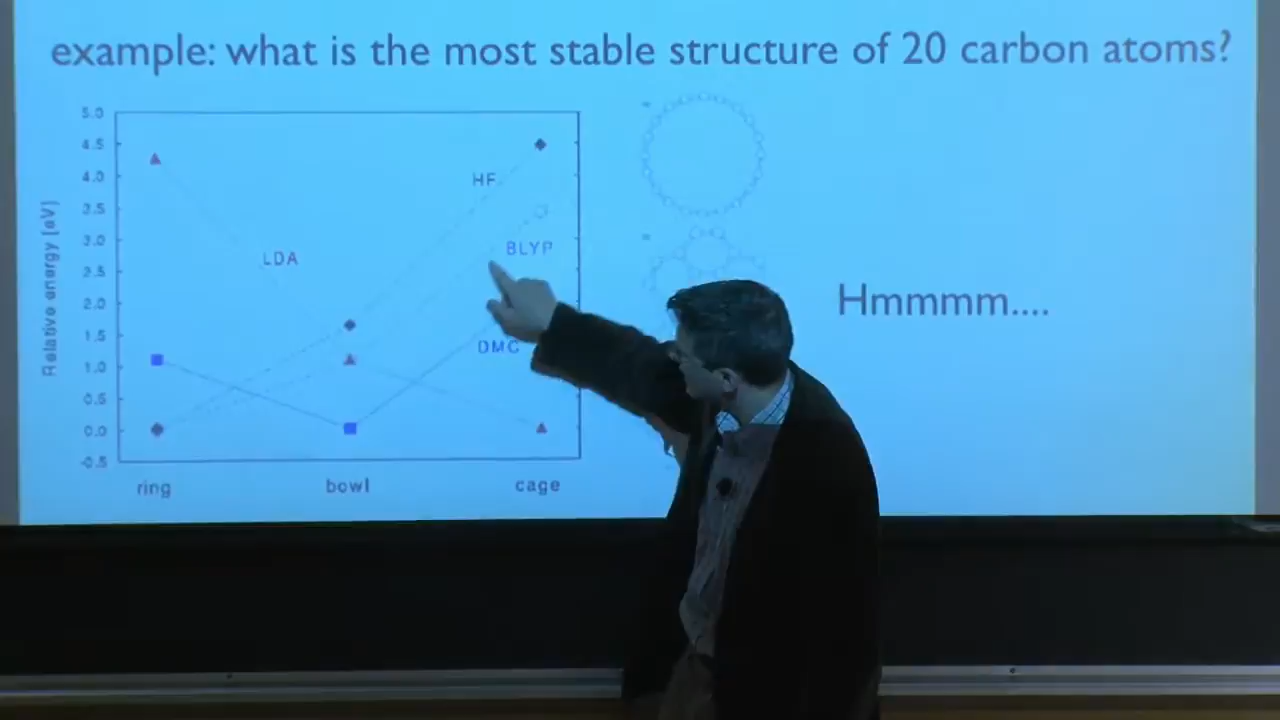 example: what is the most stable structure of 20 carbon atoms?
5.0
4.5
4.0
3.5
3.0
2.5
2.0
1.5
1.0
0.5
0.0
-0.5
Relative energy [eV]
HF
LDA
BLYP
DMC
ring
bowl
cage
Hmmmm....